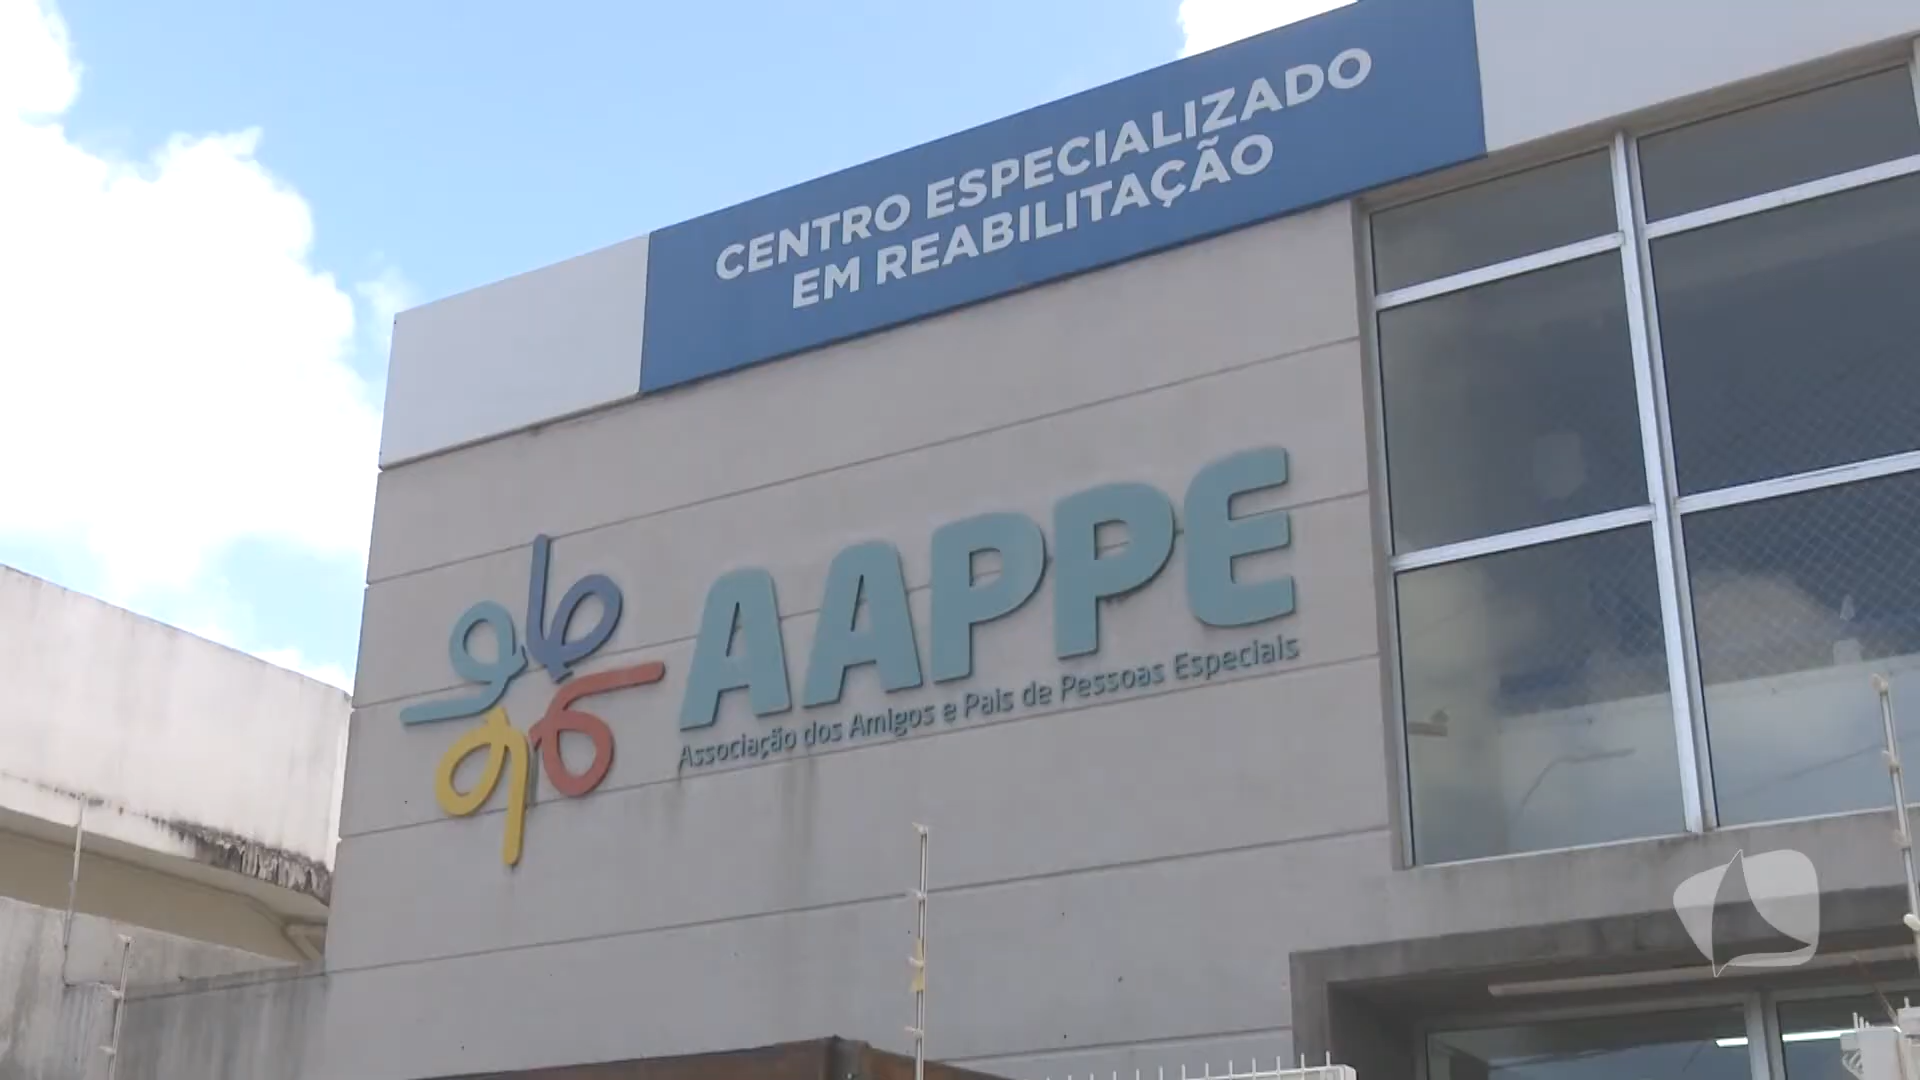 CENTRO ESPECIALIZADO
EM REABILITAÇÃO
AAPPE
Associação dos Amigos e Pais de Pessoas Especiais